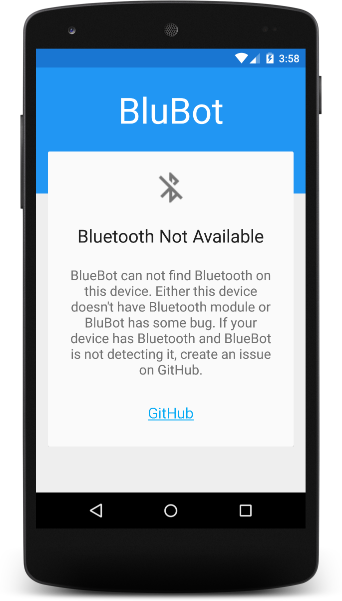 3:58
BluBot
Bluetooth Not Available
BlueBot can not find Bluetooth on
this device. Either this device
doesn't have Bluetooth module or
BluBot has some bug. If your
device has Bluetooth and BlueBot
is not detecting it, create an issue
on GitHub.
GitHub